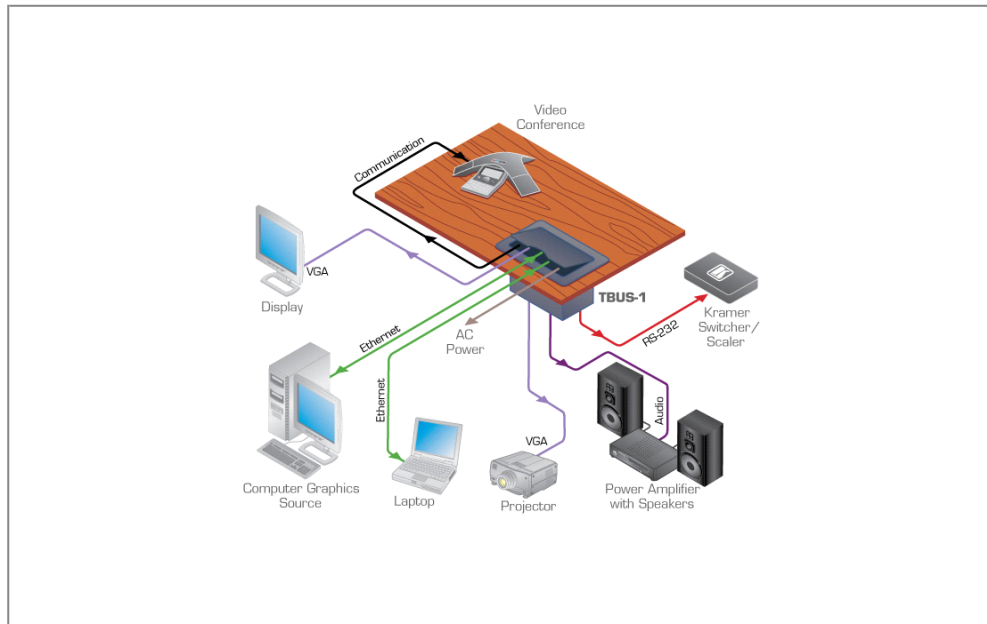 Video
Conference
Communication
VGA
Display
TBUS-1
Kramer
Switcher/
Scaler
RS-232
AC
Power
Ethernet
Ethernet
Audio
VGA
Computer Graphics
Source
Laptop
Projector
Power Amplifier
with Speakers